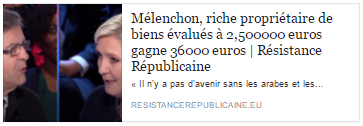 Mélenchon, riche propriétaire de
biens évalués à 2,500000 euros
gagne 36000 euros | Résistance
Républicaine
« Il n'y a pas d'avenir sans les arabes et les...
RESISTANCEREPUBLICAINE.EU